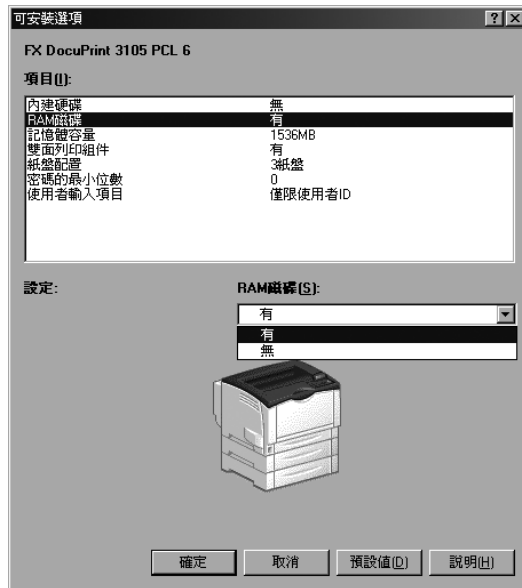 可安裝選項
FX DocuPrint 3105 PCL 6
項目(I):
內建硬碟 無
RAM磁碟 有
記憶體容量 1536MB
雙面列印組件 有
紙盤配置 3紙盤
密碼的最小位數 0
使用者輸入項目 僅限使用者ID
設定: RAM磁碟(S):
有
有
無
確定 取消 預設值(D) 說明(H)